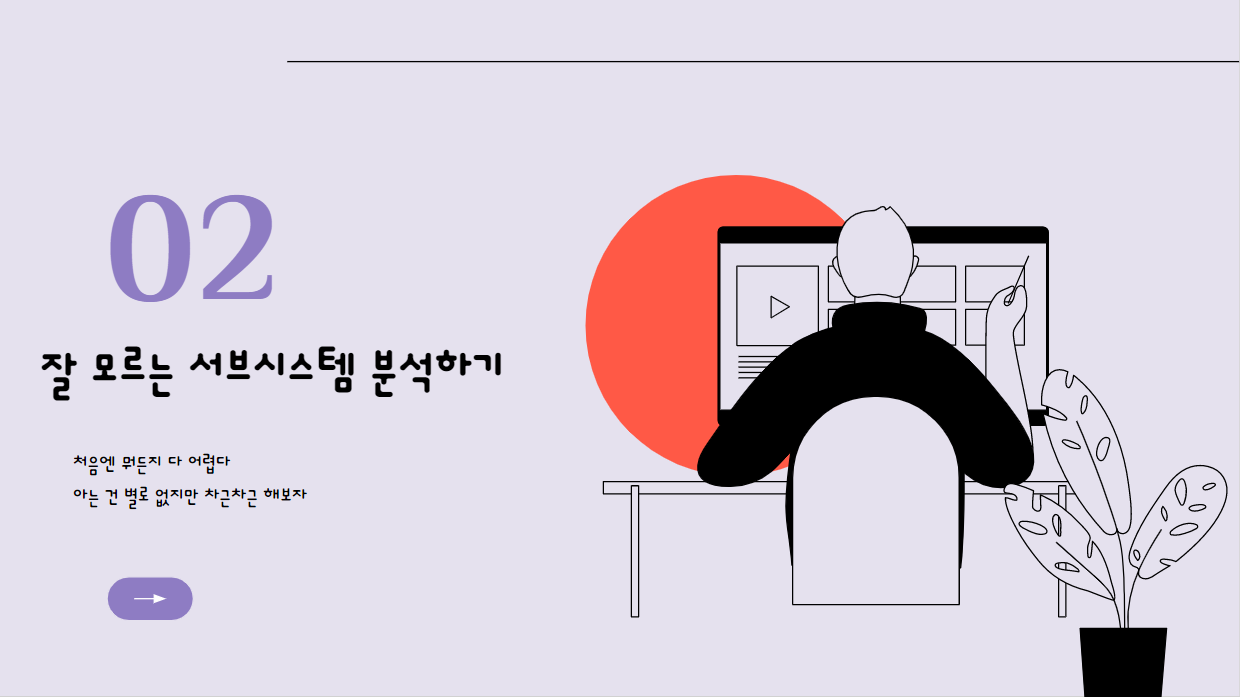 02
잘 모르는 서브시스템 분석하기
처음엔 뭐든지 다 어렵다
아는 건 별로 없지만 차근차근 해보자